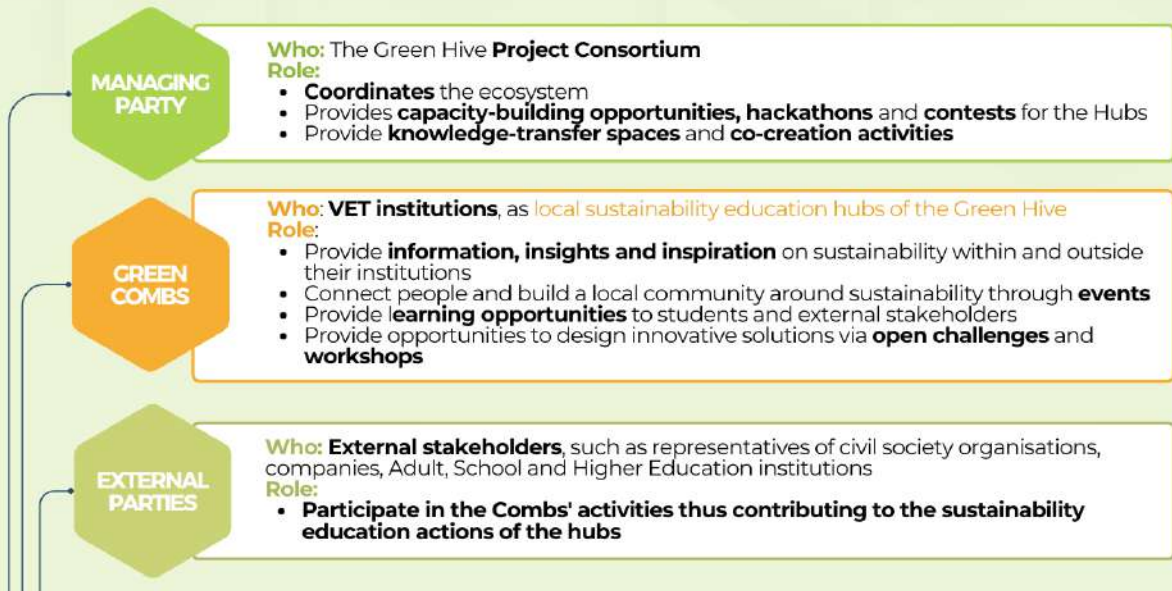 MANAGING
PARTY
Who: The Green Hive Project Consortium
Role:
• Coordinates the ecosystem
• Provides capacity-building opportunities, hackathons and contests for the Hubs
• Provide knowledge-transfer spaces and co-creation activities
GREEN
COMBS
Who: VET institutions, as local sustainability education hubs of the Green Hive
Role:
• Provide information, insights and inspiration on sustainability within and outside
their institutions
• Connect people and build a local community around sustainability through events
• Provide learning opportunities to students and external stakeholders
• Provide opportunities to design innovative solutions via open challenges and
workshops
EXTERNAL
PARTIES
Who: External stakeholders, such as representatives of civil society organisations,
companies, Adult, School and Higher Education institutions
Role:
• Participate in the Combs' activities thus contributing to the sustainability
education actions of the hubs